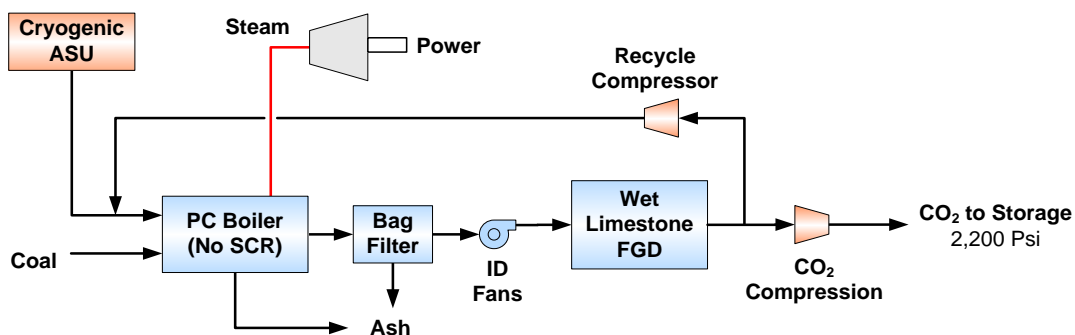 Cryogenic
ASU
Steam
Power
Recycle
Compressor
PC Boiler
(No SCR)
Bag
Filter
Wet
Limestone
FGD
CO₂ to Storage
2,200 Psi
Coal
ID
Fans
CO₂
Compression
Ash